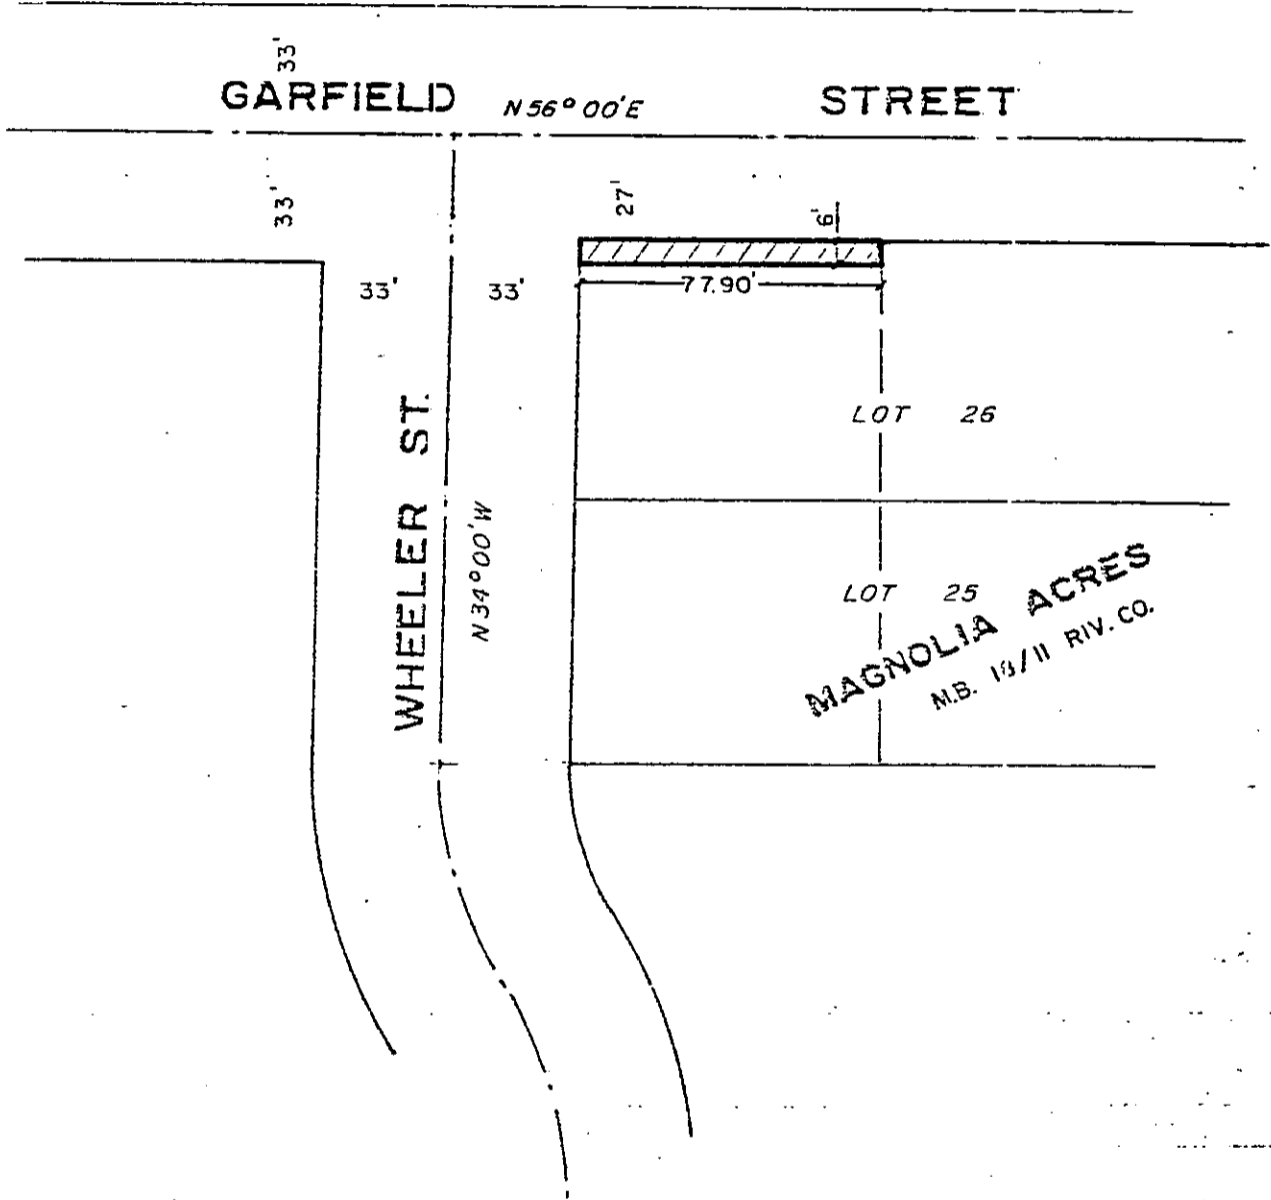 33'
GARFIELD N56°00'E STREET
33'
27'
6'
77.90'
33' 33'
WHEELER ST.
N34°00'W
LOT 26
LOT 25
MAGNOLIA ACRES
M.B. /11 RIV. CO.